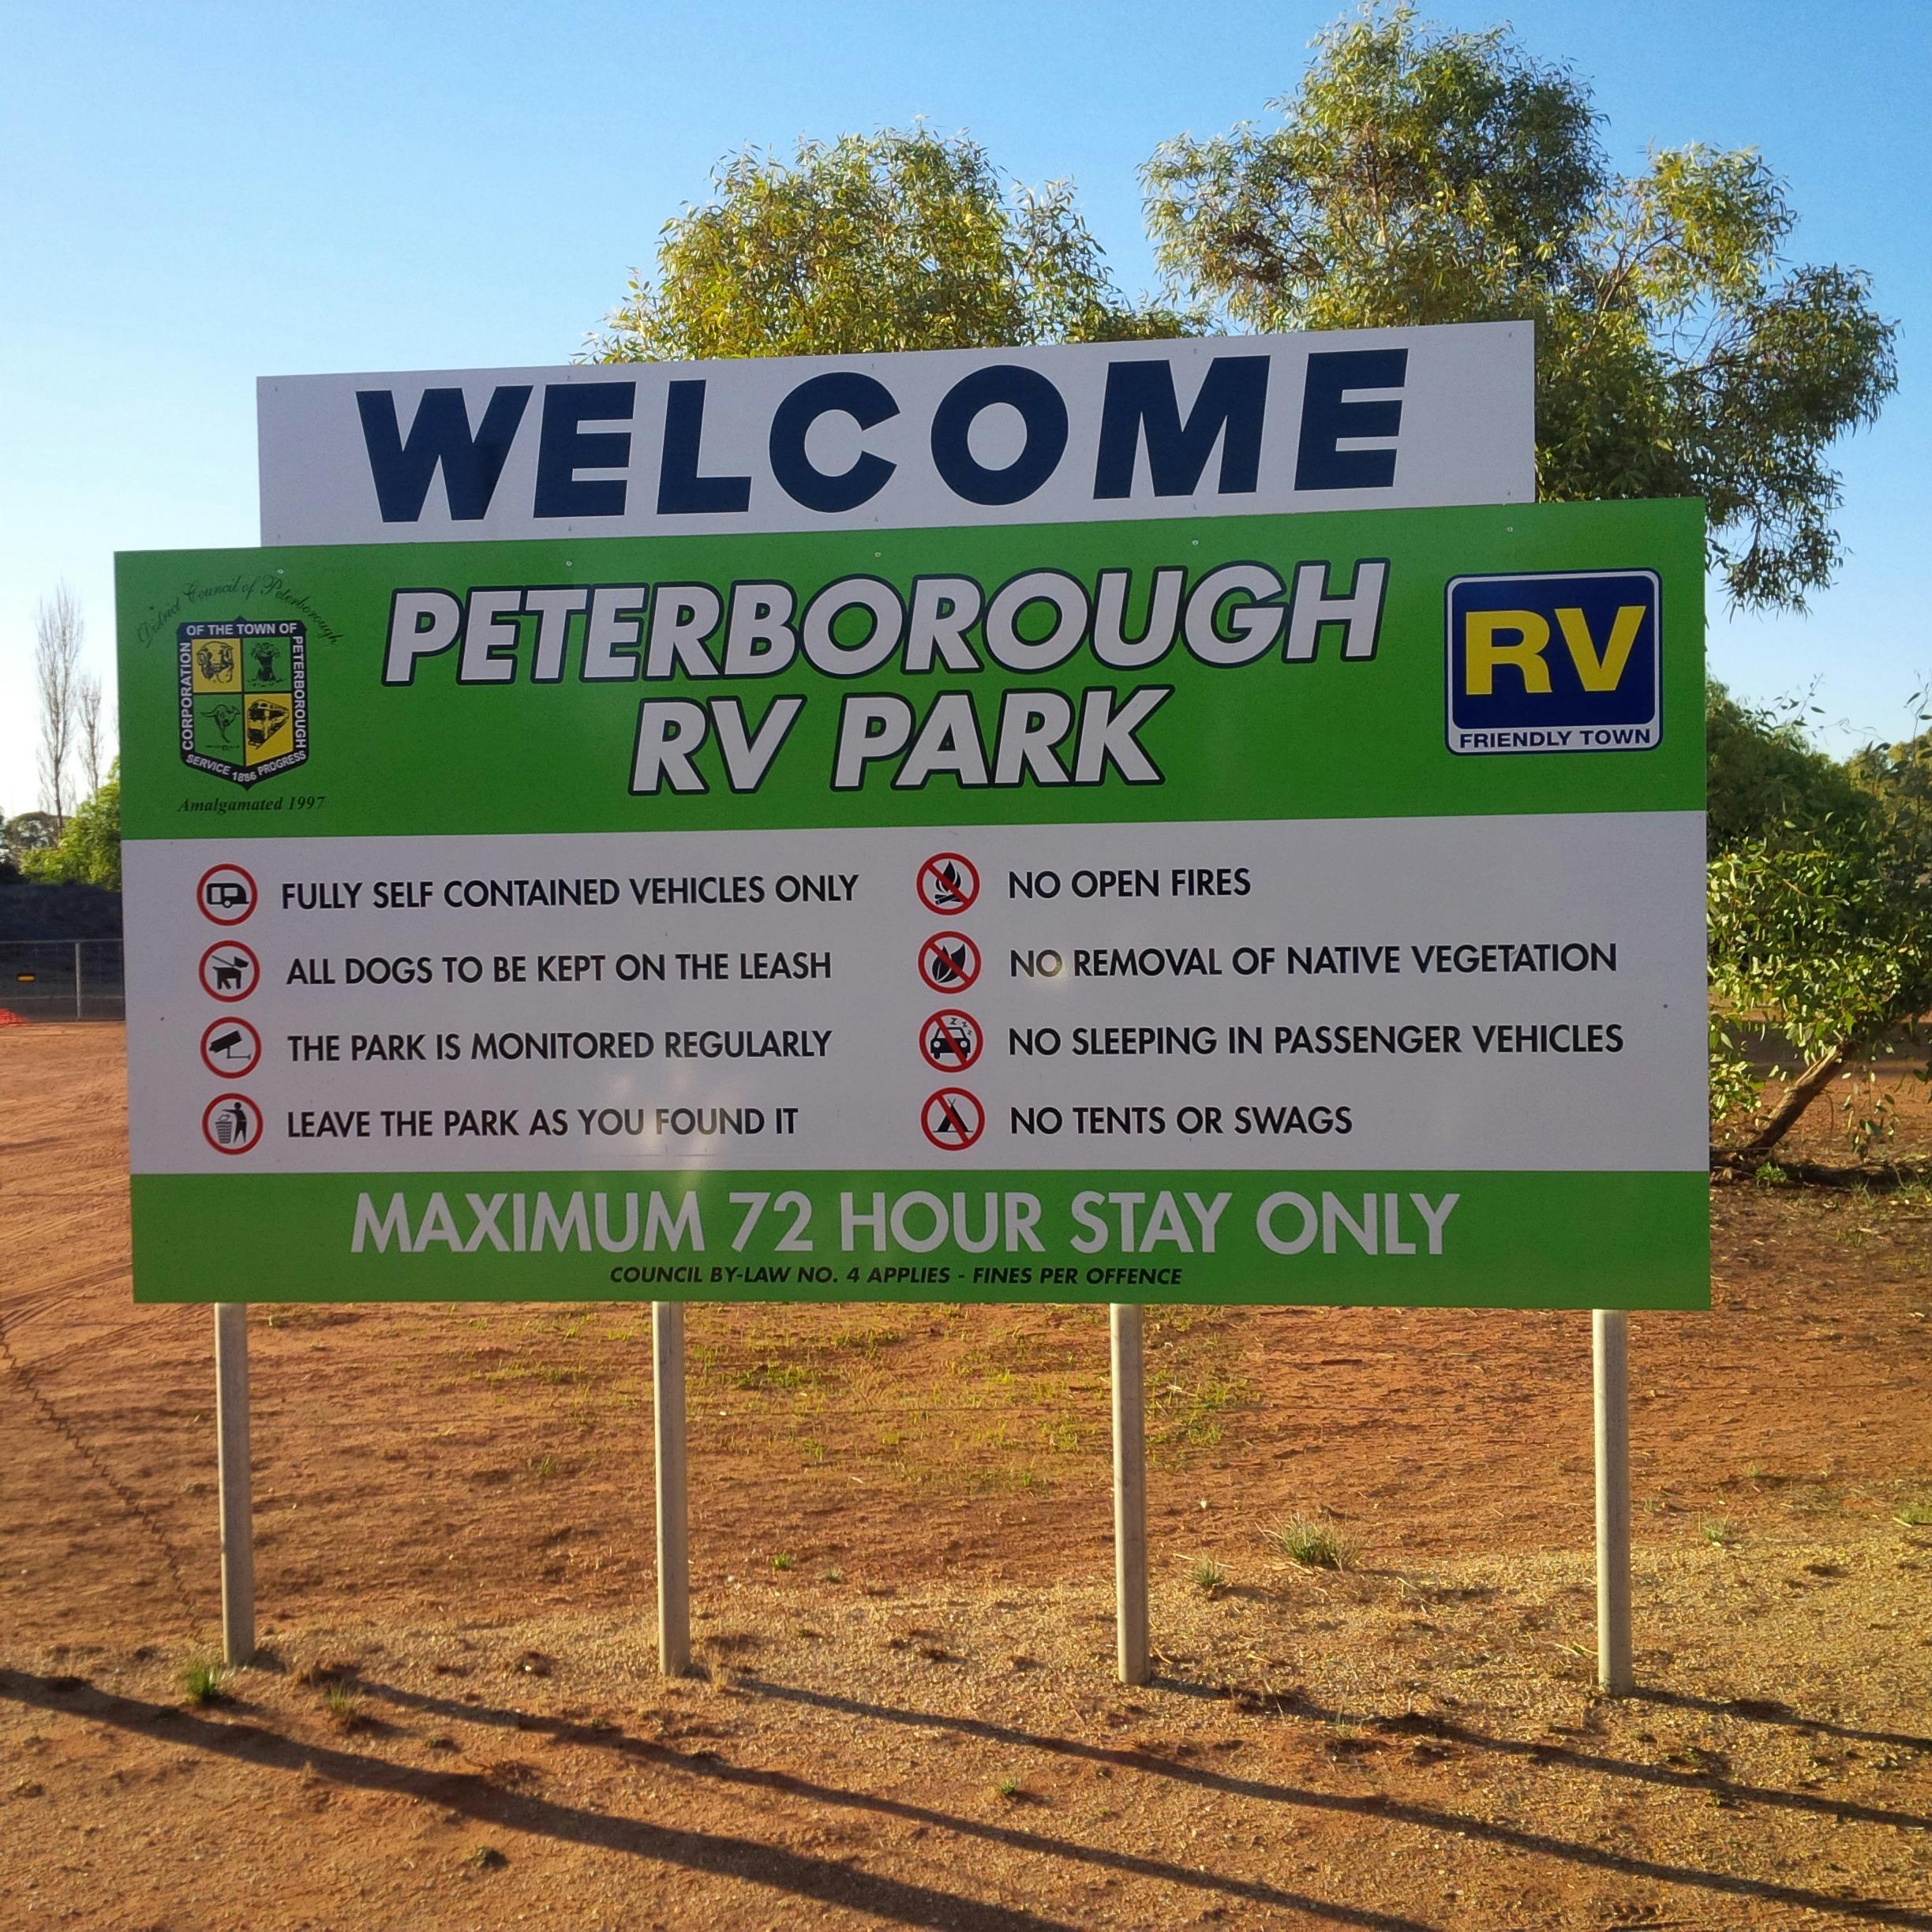 WELCOME
District Council of Peterborough
CORPORATION OF THE TOWN OF PETERBOROUGH
SERVICE 1886 PROGRESS
Amalgamated 1997
PETERBOROUGH
RV PARK
RV
FRIENDLY TOWN
FULLY SELF CONTAINED VEHICLES ONLY
ALL DOGS TO BE KEPT ON THE LEASH
THE PARK IS MONITORED REGULARLY
LEAVE THE PARK AS YOU FOUND IT
NO OPEN FIRES
NO REMOVAL OF NATIVE VEGETATION
NO SLEEPING IN PASSENGER VEHICLES
ZZZZ
NO TENTS OR SWAGS
MAXIMUM 72 HOUR STAY ONLY
COUNCIL BY-LAW NO. 4 APPLIES - FINES PER OFFENCE